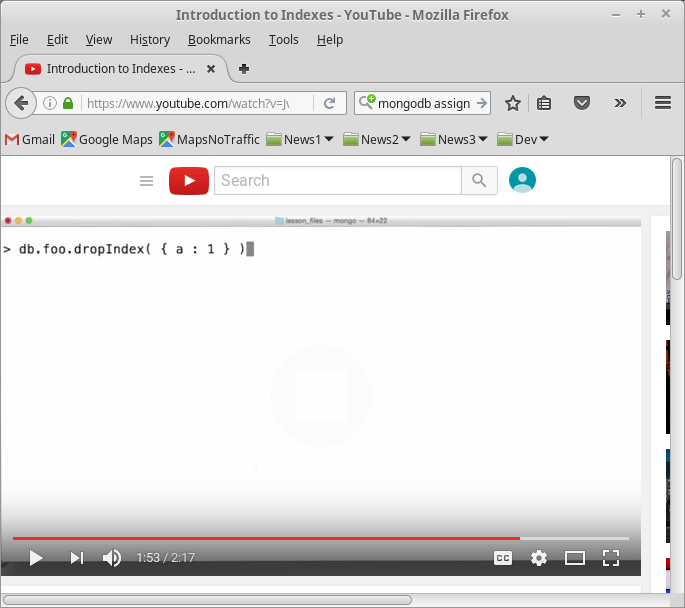 Introduction to Indexes - YouTube - Mozilla Firefox
File Edit View History Bookmarks Tools Help
Introduction to Indexes - ...
https://www.youtube.com/watch?v=Jv
mongodb assign
Gmail Google Maps MapsNoTraffic News1 News2 News3 Dev
Search
lesson_files — mongo — 84×22
> db.foo.dropIndex( { a : 1 } )
1:53 / 2:17
CC